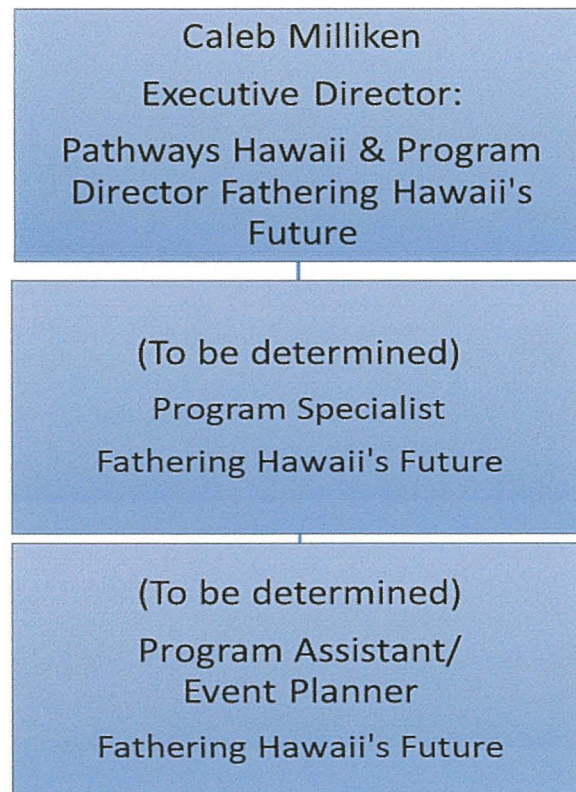 Caleb Milliken
Executive Director:
Pathways Hawaii & Program
Director Fathering Hawaii's
Future
(To be determined)
Program Specialist
Fathering Hawaii's Future
(To be determined)
Program Assistant/
Event Planner
Fathering Hawaii's Future